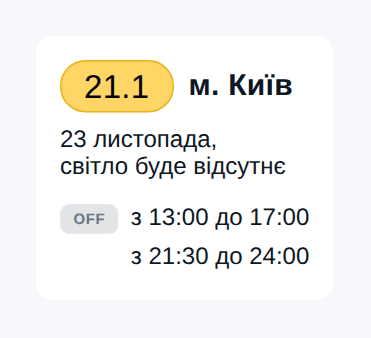 21.1 м. Київ
23 листопада,
світло буде відсутнє
OFF з 13:00 до 17:00
з 21:30 до 24:00